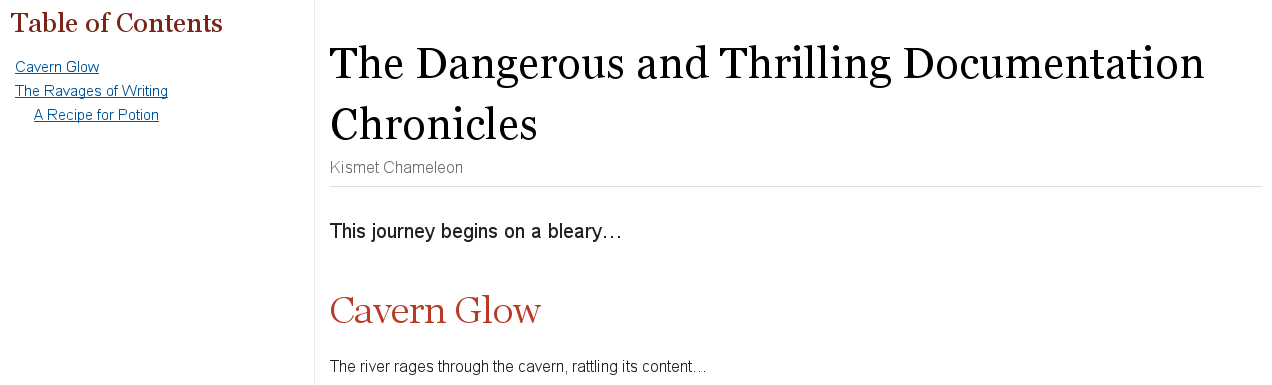 Table of Contents
Cavern Glow
The Ravages of Writing
A Recipe for Potion
The Dangerous and Thrilling Documentation
Chronicles
Kismet Chameleon
This journey begins on a bleary…
Cavern Glow
The river rages through the cavern, rattling its content…